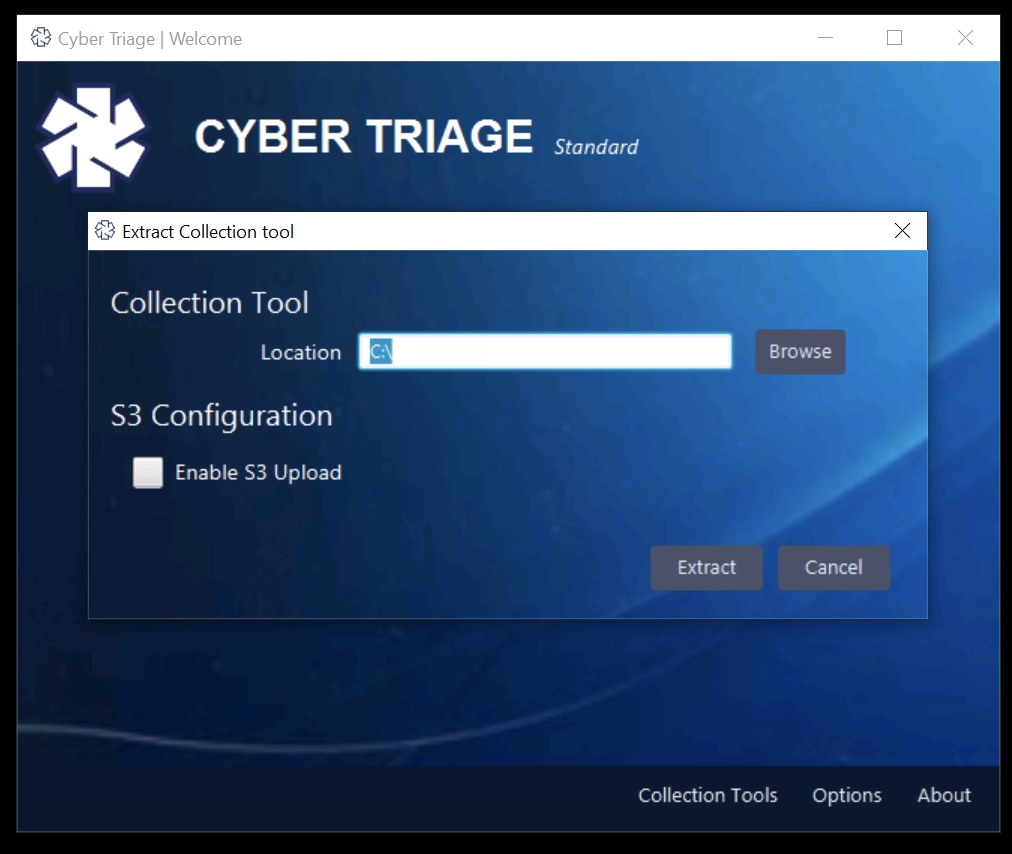 Cyber Triage | Welcome
CYBER TRIAGE Standard
Extract Collection tool
Collection Tool
Location C:\ Browse
S3 Configuration
Enable S3 Upload
Extract Cancel
Collection Tools Options About